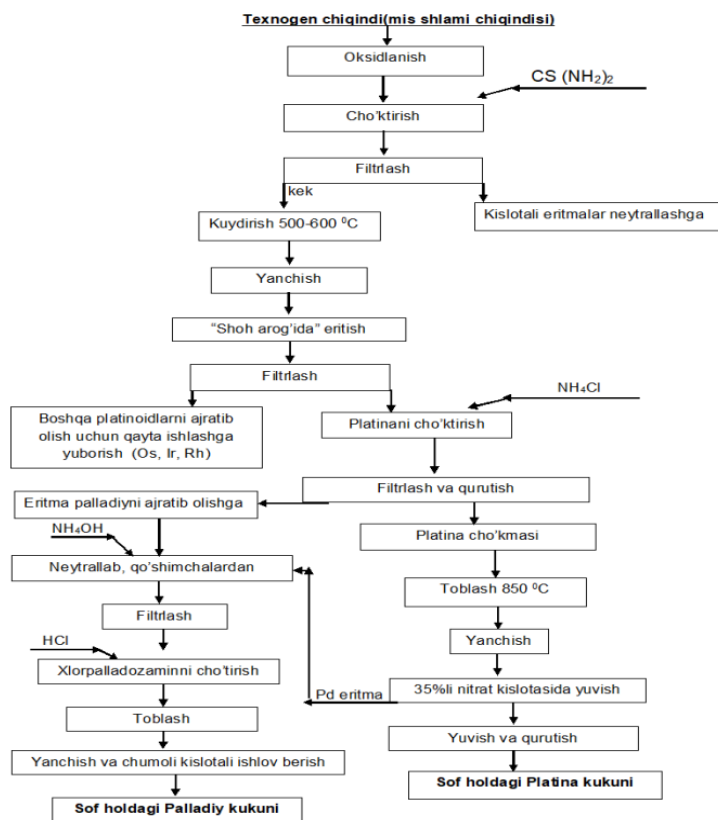 Texnogen chiqindi(mis shlami chiqindisi)
Oksidlanish
CS (NH₂)₂
Cho'ktirish
Filtrlash
kek
Kuydirish 500-600 ⁰C
Kislotali eritmalar neytrallashga
Yanchish
"Shoh arog'ida" eritish
Filtrlash
NH₄Cl
Boshqa platinoidlarni ajratib
olish uchun qayta ishlashga
yuborish (Os, Ir, Rh)
Platinani cho'ktirish
Filtrlash va qurutish
Eritma palladiyni ajratib olishga
NH₄OH
Platina cho'kmasi
Neytrallab, qo'shimchalardan
Toblash 850 ⁰C
Filtrlash
Yanchish
HCl
Xlorpalladozaminni cho'tirish
Pd eritma
35%li nitrat kislotasida yuvish
Toblash
Yuvish va qurutish
Yanchish va chumoli kislotali ishlov berish
Sof holdagi Platina kukuni
Sof holdagi Palladiy kukuni